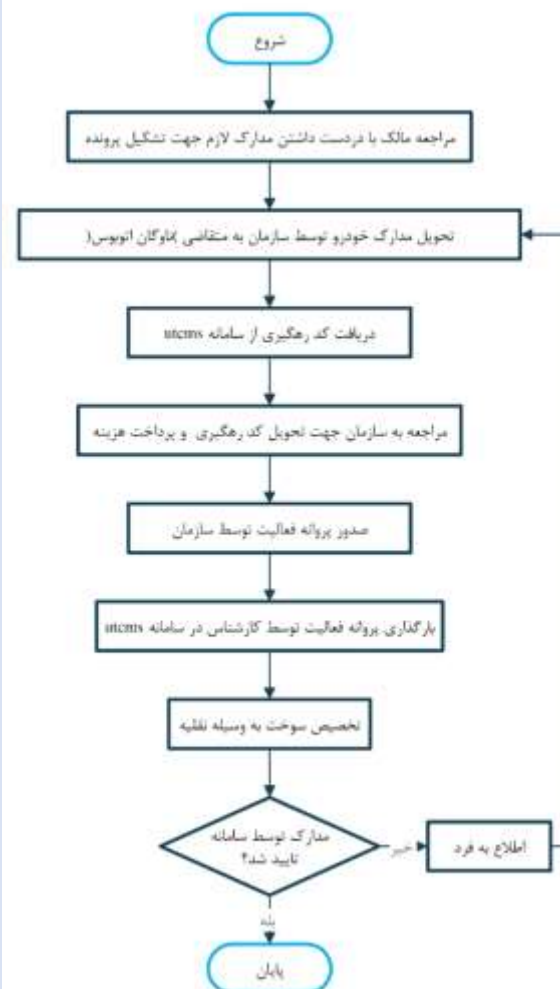 شروع
مراجعه مالک با دردست داشتن مدارک لازم جهت تشکیل پرونده
تحویل مدارک خودرو توسط سازمان به متقاضی )ناوگان اتوبوس(
دریافت کد رهگیری از سامانه utcms
مراجعه به سازمان جهت تحویل کد رهگیری و پرداخت هزینه
صدور پروانه فعالیت توسط سازمان
بارگذاری پروانه فعالیت توسط کارشناس در سامانه utcms
تخصیص سوخت به وسیله نقلیه
مدارک توسط سامانه
تایید شد؟
خیر
اطلاع به فرد
بله
پایان